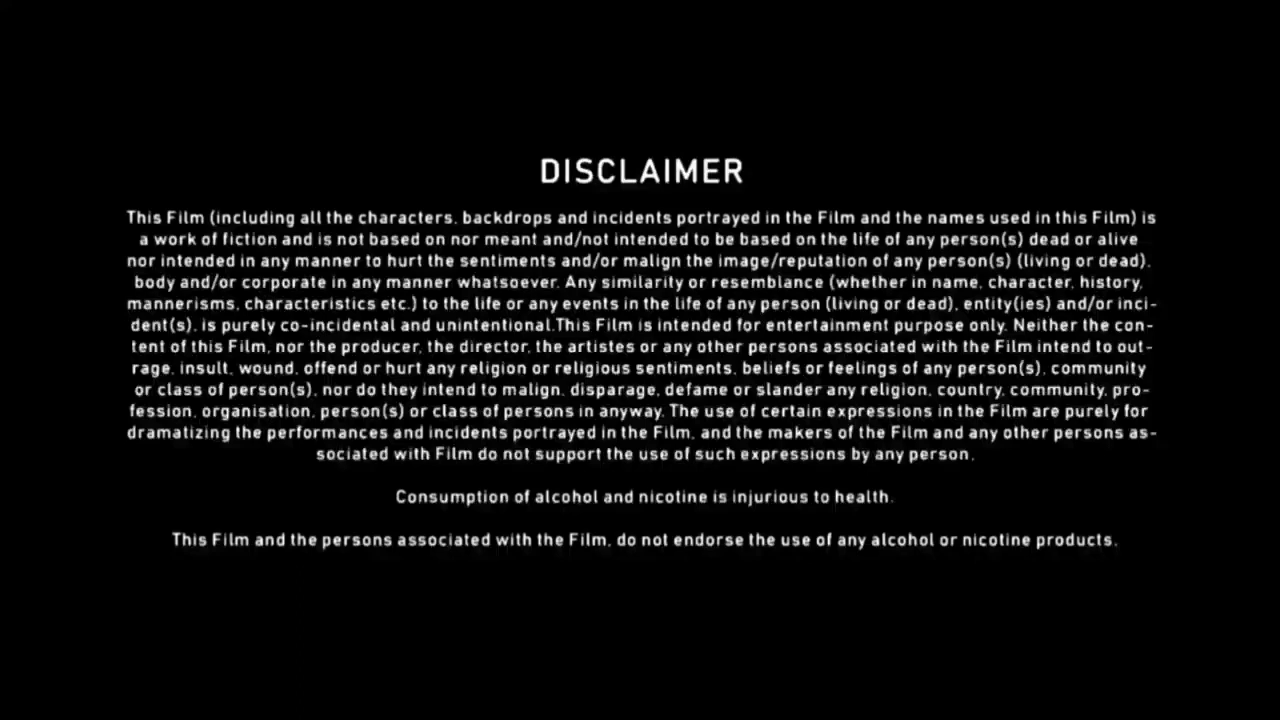 DISCLAIMER
This Film (including all the characters, backdrops and incidents portrayed in the Film and the names used in this Film) is
a work of fiction and is not based on nor meant and/not intended to be based on the life of any person(s) dead or alive
nor intended in any manner to hurt the sentiments and/or malign the image/reputation of any person(s) (living or dead),
body and/or corporate in any manner whatsoever. Any similarity or resemblance (whether in name, character, history,
mannerisms, characteristics etc.) to the life or any events in the life of any person (living or dead), entity(ies) and/or inci-
dent(s), is purely co-incidental and unintentional.This Film is intended for entertainment purpose only. Neither the con-
tent of this Film, nor the producer, the director, the artistes or any other persons associated with the Film intend to out-
rage, insult, wound, offend or hurt any religion or religious sentiments, beliefs or feelings of any person(s), community
or class of person(s), nor do they intend to malign, disparage, defame or slander any religion, country, community, pro-
fession, organisation, person(s) or class of persons in anyway. The use of certain expressions in the Film are purely for
dramatizing the performances and incidents portrayed in the Film, and the makers of the Film and any other persons as-
sociated with Film do not support the use of such expressions by any person.
Consumption of alcohol and nicotine is injurious to health.
This Film and the persons associated with the Film, do not endorse the use of any alcohol or nicotine products.